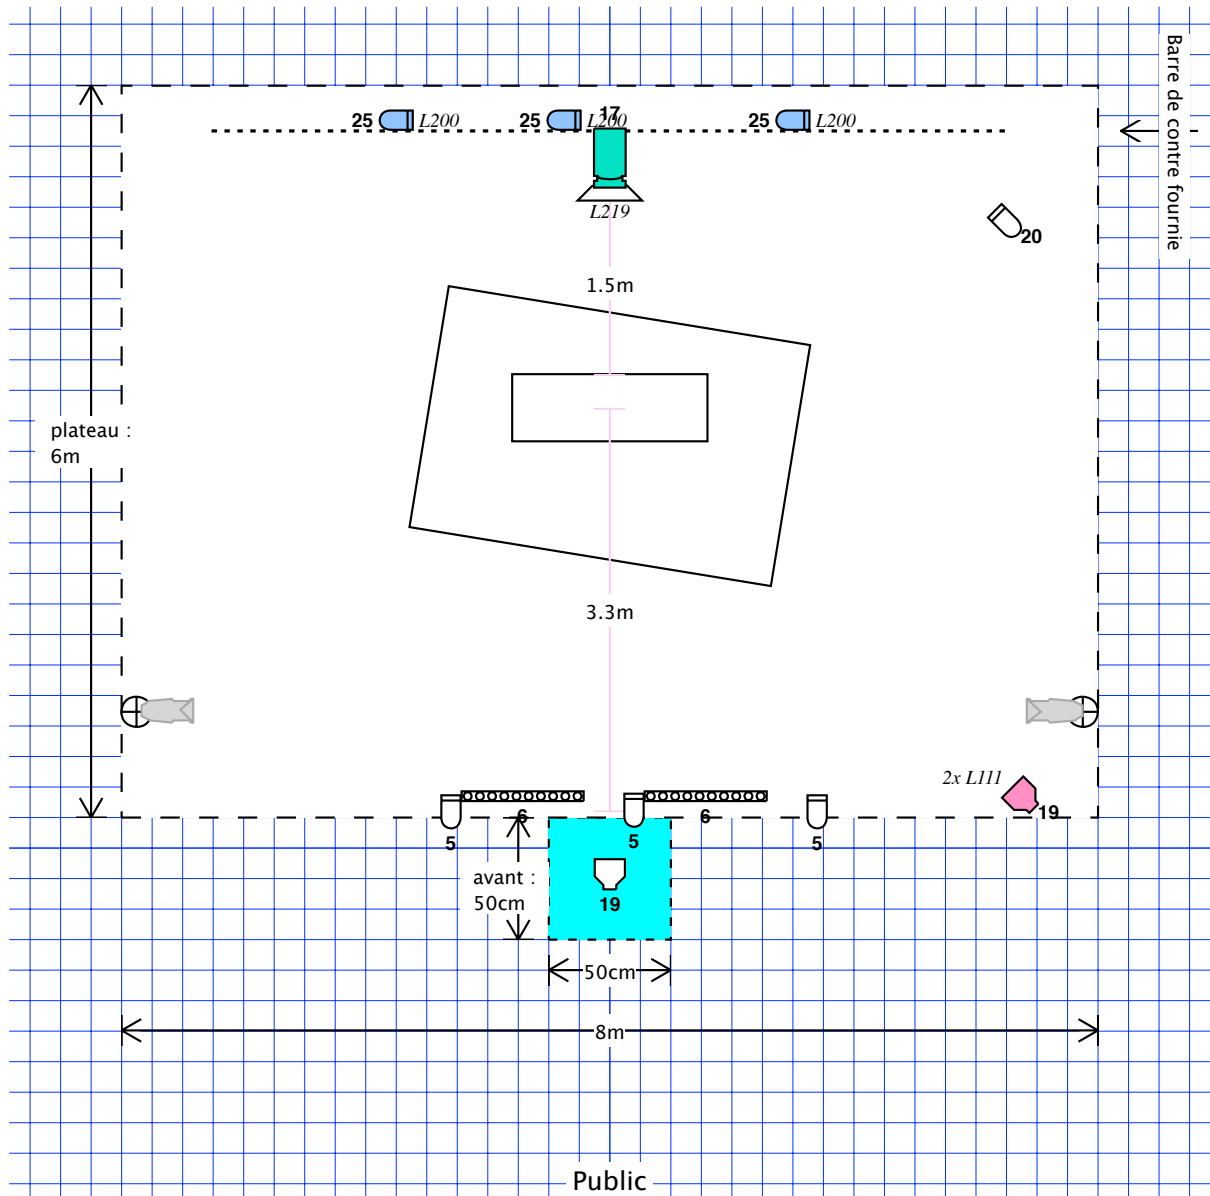 Barre de contre fournie
17
25 L200 25 L200 25 L200
L219
20
1.5m
plateau :
6m
3.3m
2x L111
19
6 6
5 5 5
avant :
50cm
19
50cm
8m
Public